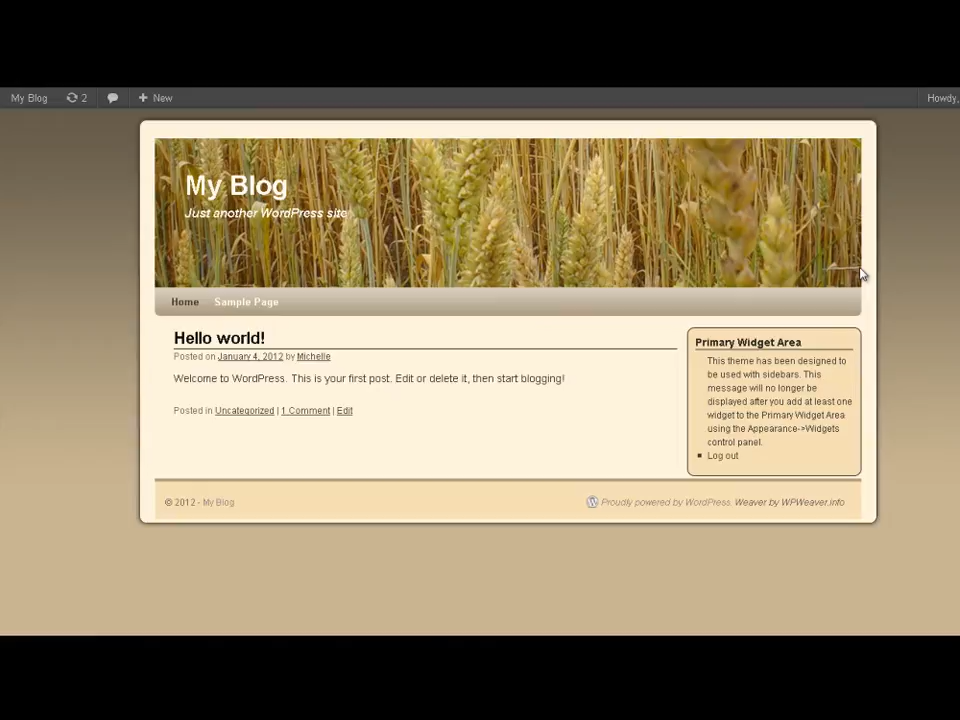 My Blog 2 New Howdy,
My Blog
Just another WordPress site
Home Sample Page
Hello world!
Posted on January 4, 2012 by Michelle
Welcome to WordPress. This is your first post. Edit or delete it, then start blogging!
Posted in Uncategorized | 1 Comment | Edit
Primary Widget Area
This theme has been designed to
be used with sidebars. This
message will no longer be
displayed after you add at least one
widget to the Primary Widget Area
using the Appearance->Widgets
control panel.
Log out
© 2012 - My Blog
Proudly powered by WordPress. Weaver by WPWeaver.info